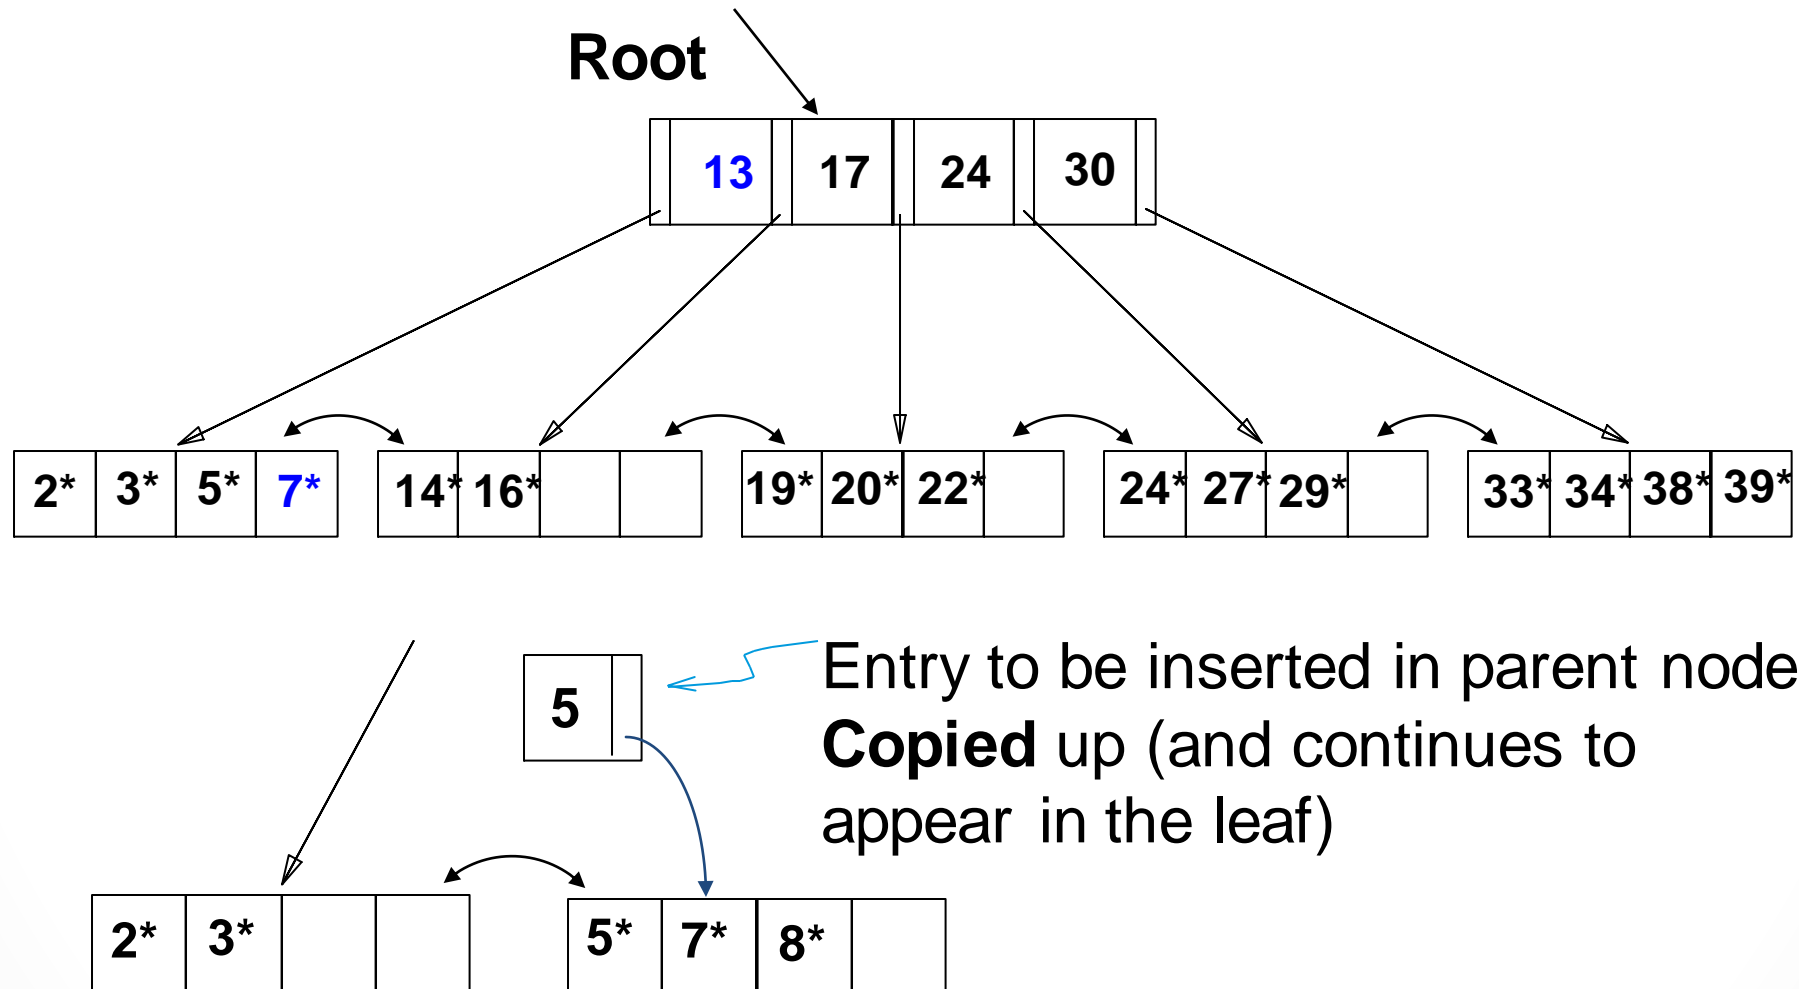 Root
13 17 24 30
2* 3* 5* 7* 14* 16* 19* 20* 22* 24* 27* 29* 33* 34* 38* 39*
5
Entry to be inserted in parent node
Copied up (and continues to
appear in the leaf)
2* 3* 5* 7* 8*